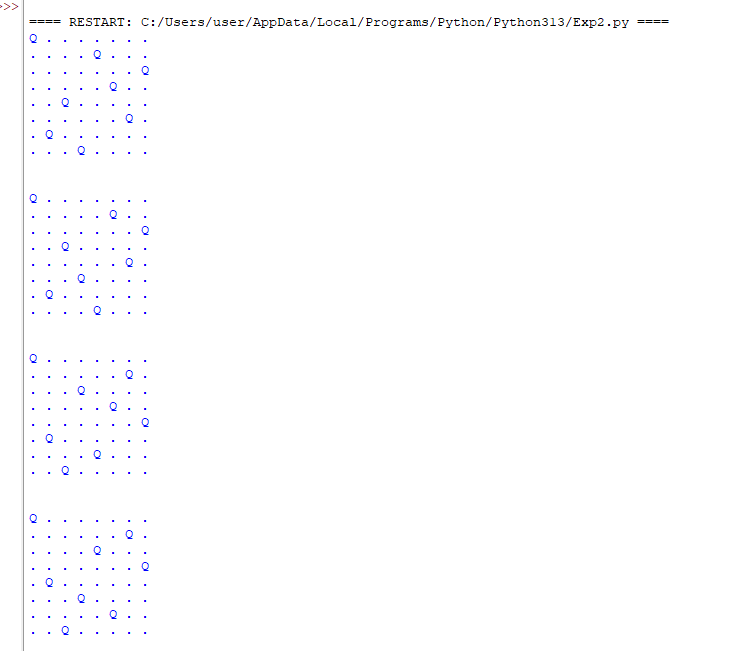 >>>
==== RESTART: C:/Users/user/AppData/Local/Programs/Python/Python313/Exp2.py ====
Q . . . . . . .
. . . . Q . . .
. . . . . . . Q
. . . . . Q . .
. . Q . . . . .
. . . . . . Q .
. Q . . . . . .
. . . Q . . . .
Q . . . . . . .
. . . . . Q . .
. . . . . . . Q
. . Q . . . . .
. . . . . . Q .
. . . Q . . . .
. Q . . . . . .
. . . . Q . . .
Q . . . . . . .
. . . . . . Q .
. . . Q . . . .
. . . . . Q . .
. . . . . . . Q
. Q . . . . . .
. . . . Q . . .
. . Q . . . . .
Q . . . . . . .
. . . . . . Q .
. . . . Q . . .
. . . . . . . Q
. Q . . . . . .
. . . Q . . . .
. . . . . Q . .
. . Q . . . . .